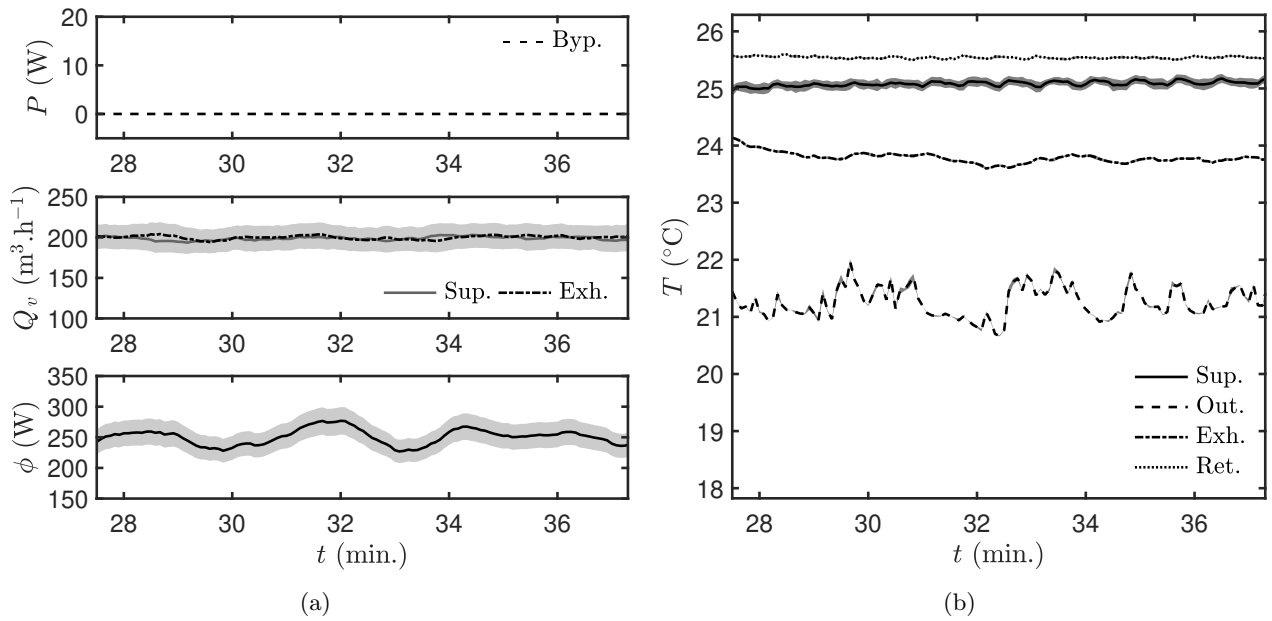 20
10
0
P (W)
Byp.
28 30 32 34 36
250
200
150
100
Q_v (m³.h⁻¹)
Sup. Exh.
28 30 32 34 36
350
300
250
200
150
ϕ (W)
28 30 32 34 36
t (min.)
(a)
26
25
24
23
22
21
20
19
18
T (°C)
Sup.
Out.
Exh.
Ret.
28 30 32 34 36
t (min.)
(b)